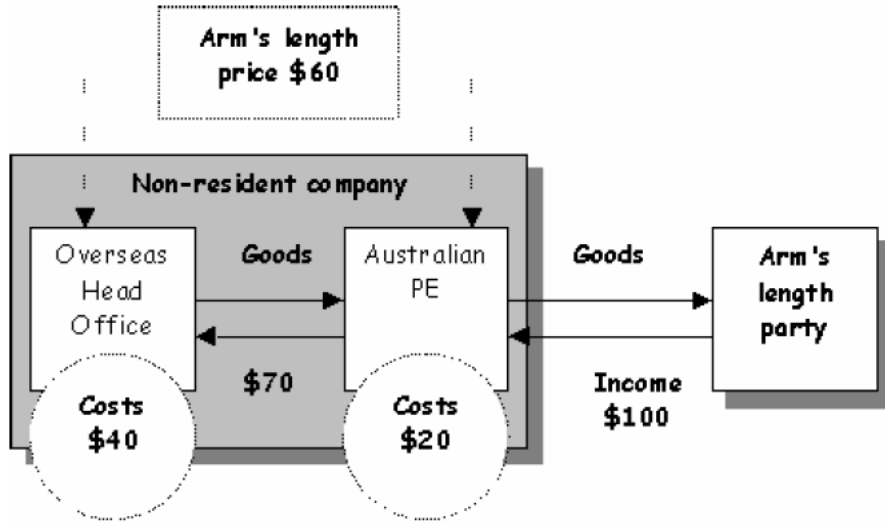 Arm's length
price $60
Non-resident company
Overseas
Head
Office
Goods
Australian
PE
Goods
Arm's
length
party
$70
Income
$100
Costs
$40
Costs
$20